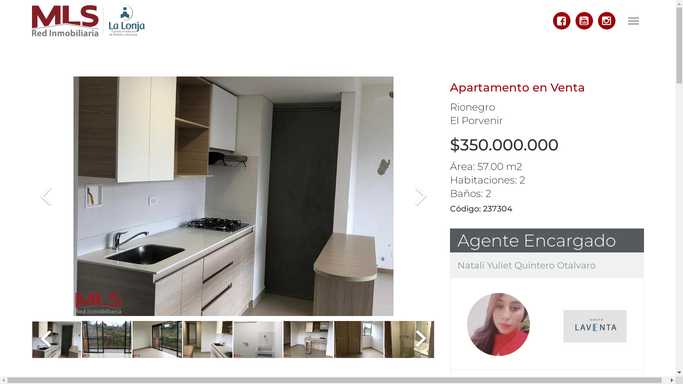 MLS
Red Inmobiliaria
La Lonja
Apartamento en Venta
Rionegro
El Porvenir
$350.000.000
Área: 57.00 m2
Habitaciones: 2
Baños: 2
Código: 237304
MLS
Red Inmobiliaria
Agente Encargado
Natali Yuliet Quintero Otalvaro
LAVENTA